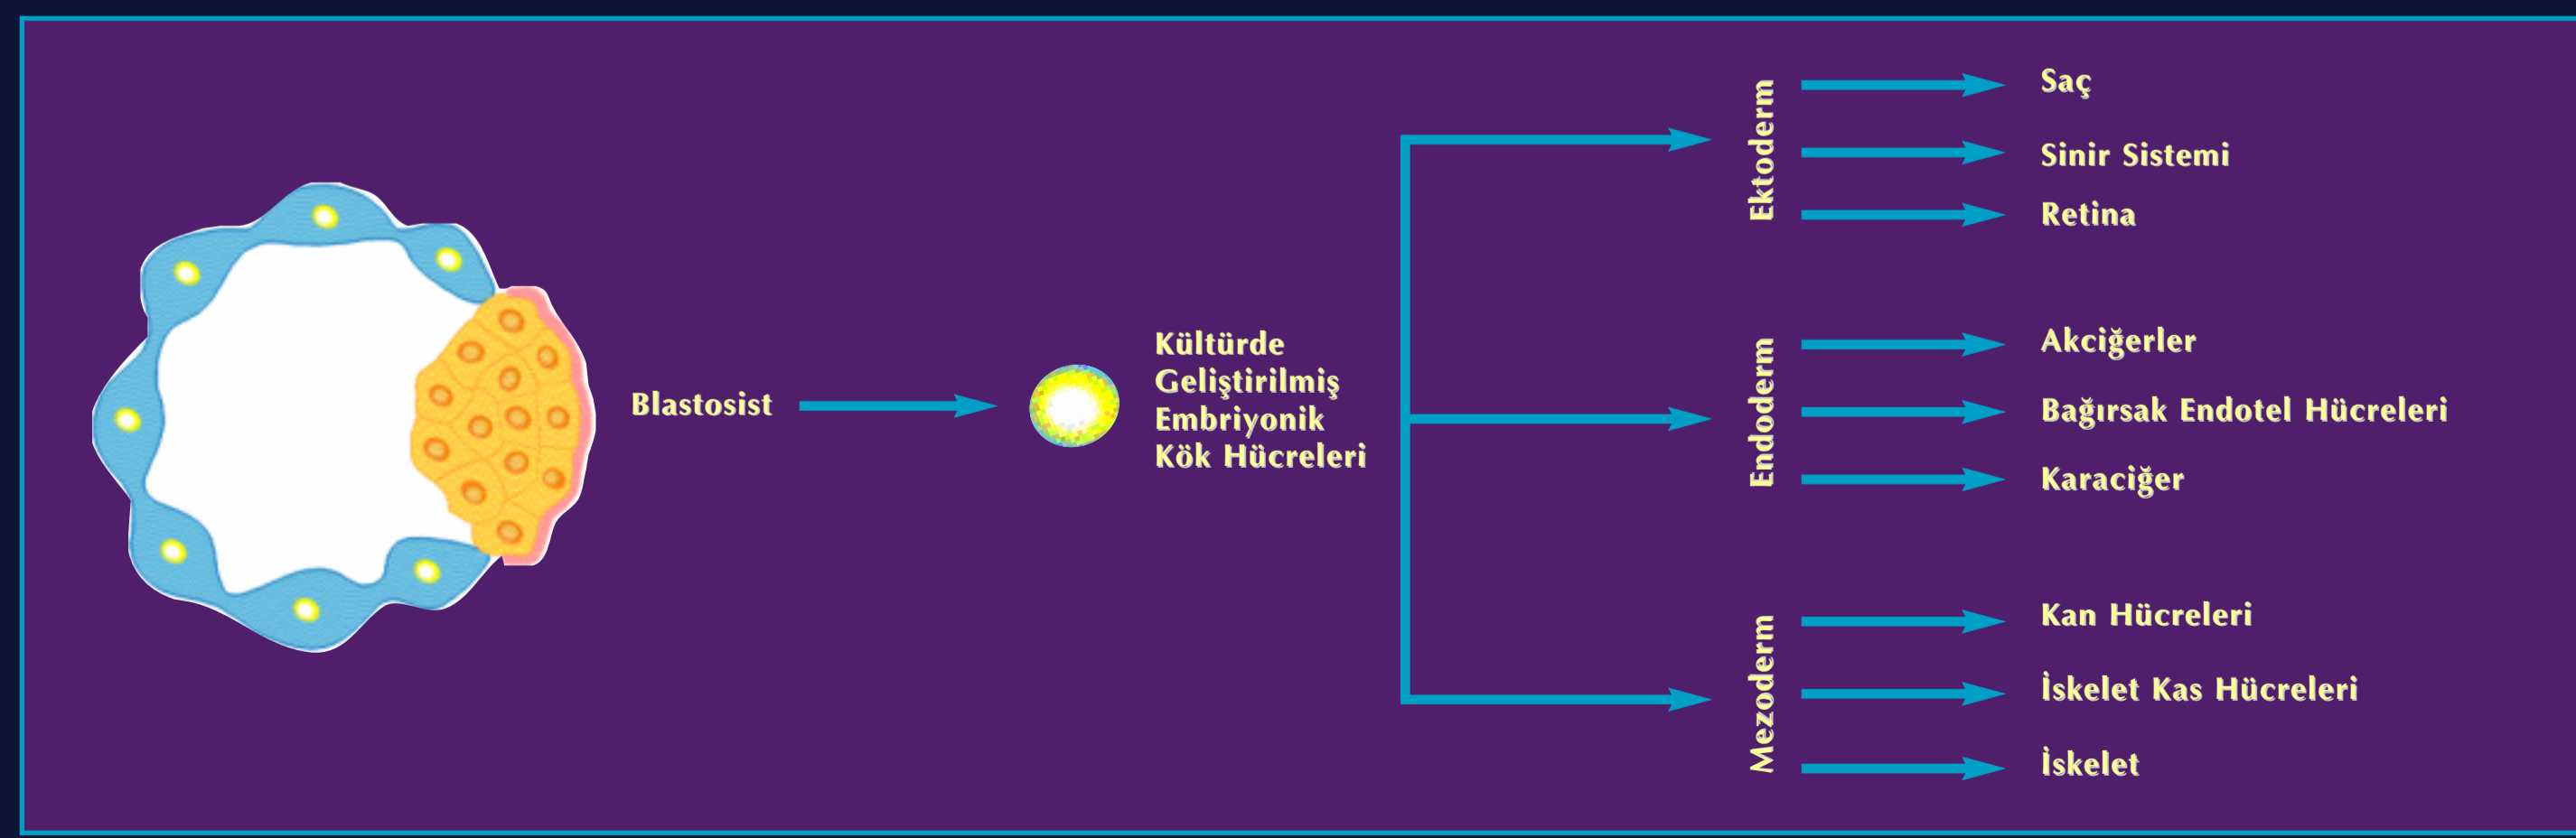 Blastosist
Kültürde
Geliştirilmiş
Embriyonik
Kök Hücreleri
Ektoderm
Saç
Sinir Sistemi
Retina
Endoderm
Akciğerler
Bağırsak Endotel Hücreleri
Karaciğer
Mezoderm
Kan Hücreleri
İskelet Kas Hücreleri
İskelet